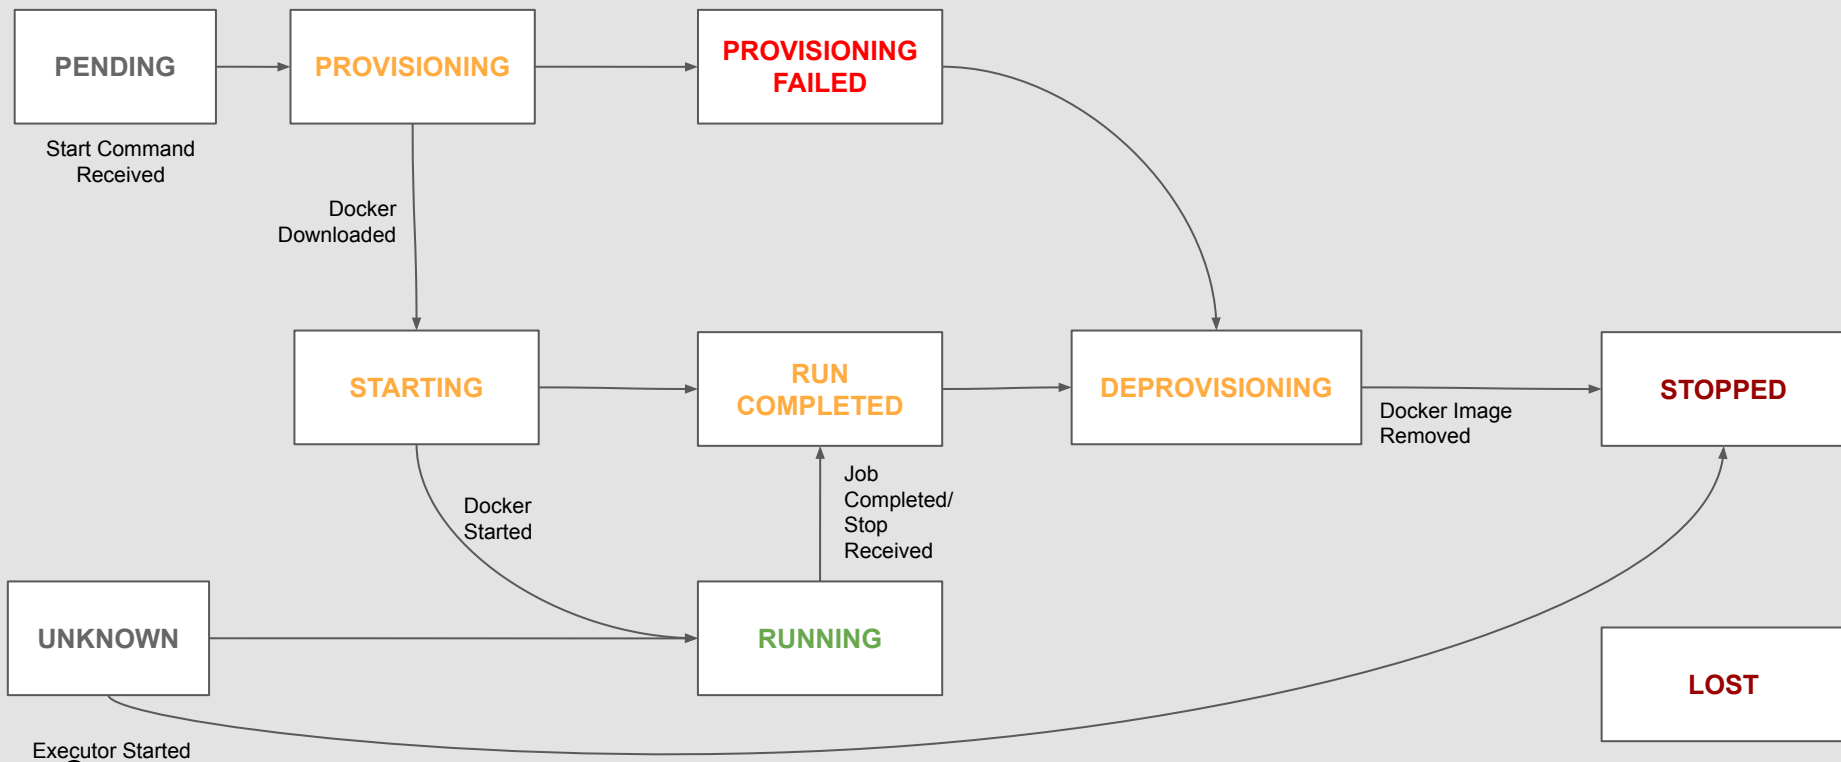 PENDING
PROVISIONING
PROVISIONING
FAILED
Start Command
Received
Docker
Downloaded
STARTING
RUN
COMPLETED
DEPROVISIONING
Docker Image
Removed
STOPPED
Docker
Started
Job
Completed/
Stop
Received
UNKNOWN
RUNNING
LOST
Executor Started